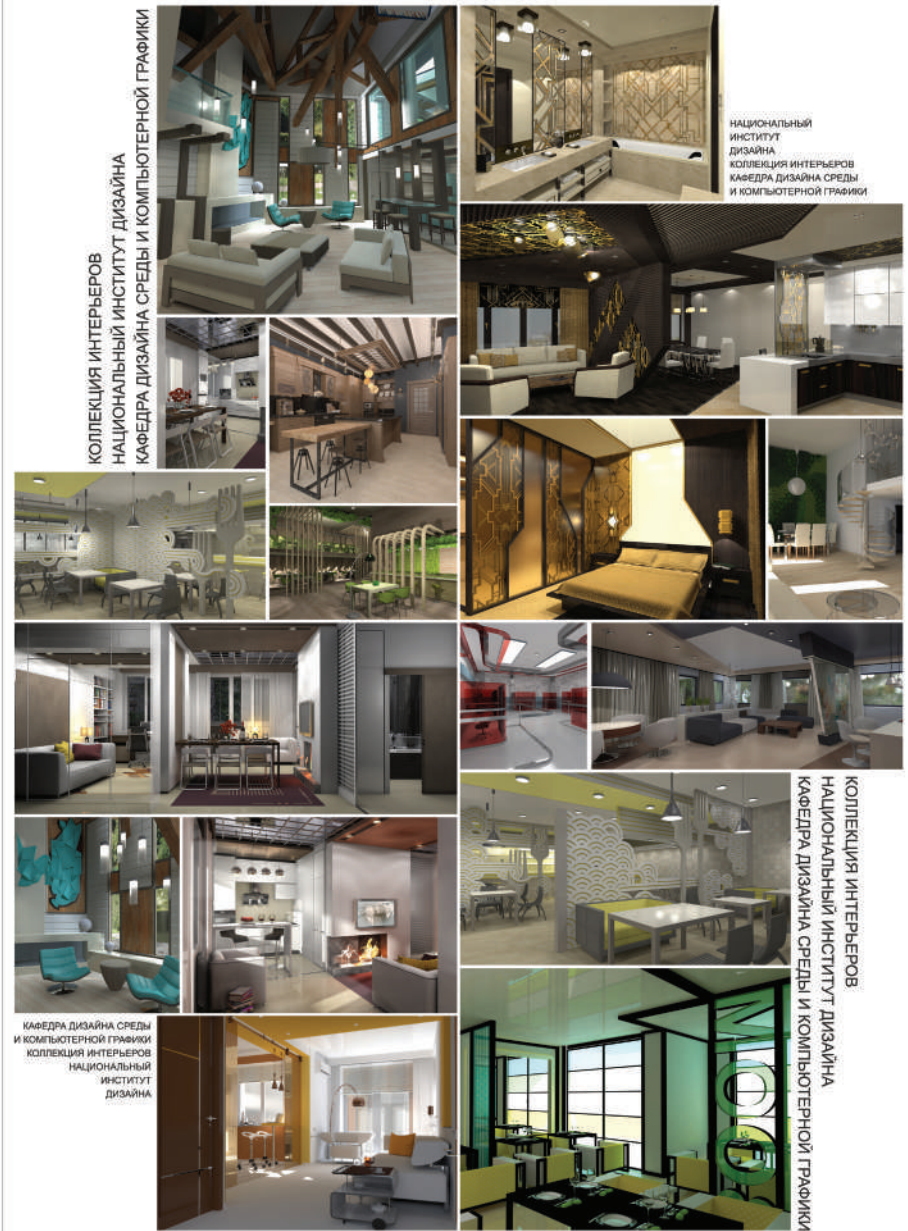 КОЛЛЕКЦИЯ ИНТЕРЬЕРОВ
НАЦИОНАЛЬНЫЙ ИНСТИТУТ ДИЗАЙНА
КАФЕДРА ДИЗАЙНА СРЕДЫ И КОМПЬЮТЕРНОЙ ГРАФИКИ
НАЦИОНАЛЬНЫЙ
ИНСТИТУТ
ДИЗАЙНА
КОЛЛЕКЦИЯ ИНТЕРЬЕРОВ
КАФЕДРА ДИЗАЙНА СРЕДЫ
И КОМПЬЮТЕРНОЙ ГРАФИКИ
КОЛЛЕКЦИЯ ИНТЕРЬЕРОВ
НАЦИОНАЛЬНЫЙ ИНСТИТУТ ДИЗАЙНА
КАФЕДРА ДИЗАЙНА СРЕДЫ И КОМПЬЮТЕРНОЙ ГРАФИКИ
КАФЕДРА ДИЗАЙНА СРЕДЫ
И КОМПЬЮТЕРНОЙ ГРАФИКИ
КОЛЛЕКЦИЯ ИНТЕРЬЕРОВ
НАЦИОНАЛЬНЫЙ
ИНСТИТУТ
ДИЗАЙНА